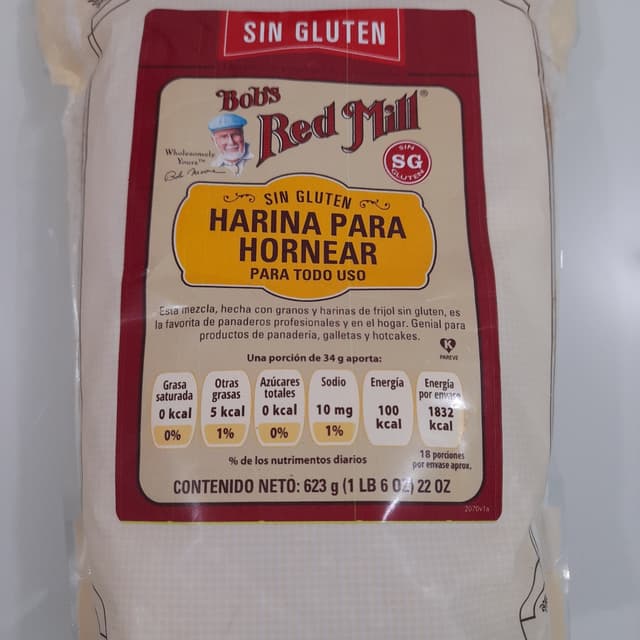 SIN GLUTEN
Bob's
Red Mill®
Wholesomely
Yours™
Bob Moore
SIN
SG
GLUTEN
SIN GLUTEN
HARINA PARA
HORNEAR
PARA TODO USO
Esta mezcla, hecha con granos y harinas de frijol sin gluten, es
la favorita de panaderos profesionales y en el hogar. Genial para
productos de panadería, galletas y hotcakes.
K
PAREVE
Una porción de 34 g aporta:
Grasa saturada 0 kcal 0%
Otras grasas 5 kcal 1%
Azúcares totales 0 kcal 0%
Sodio 10 mg 1%
Energía 100 kcal
Energía por envase 1832 kcal
% de los nutrimentos diarios
18 porciones
por envase aprox.
CONTENIDO NETO: 623 g (1 LB 6 OZ) 22 OZ
2070v1a